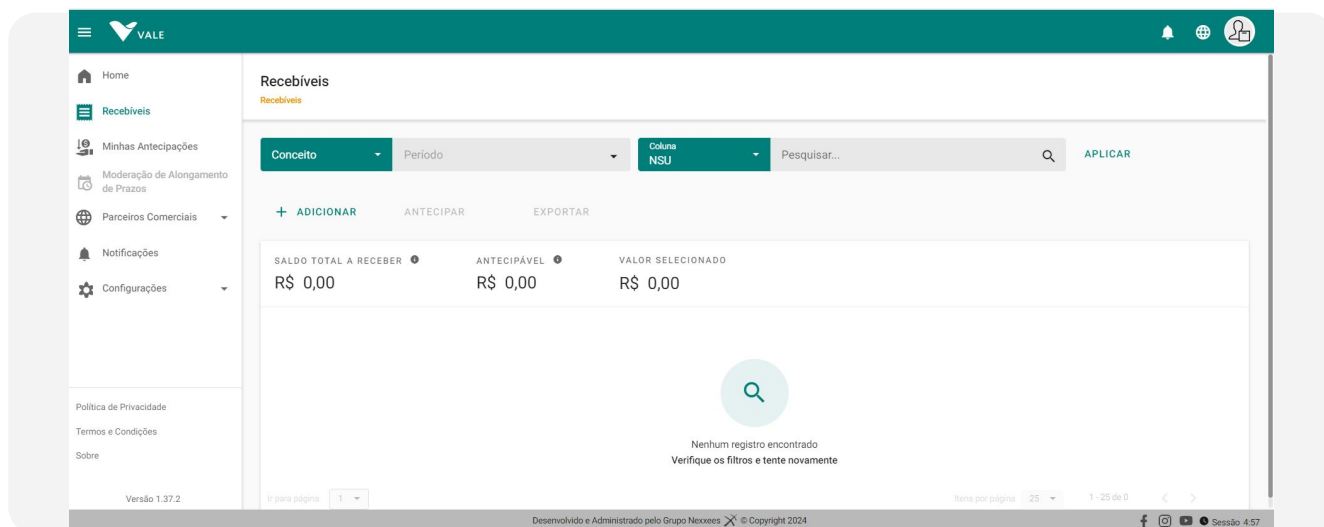 VALE
Home
Recebíveis
Minhas Antecipações
Moderação de Alongamento
de Prazos
Parceiros Comerciais
Notificações
Configurações
Política de Privacidade
Termos e Condições
Sobre
Versão 1.37.2
Recebíveis
Recebíveis
Conceito
Período
Coluna
NSU
Pesquisar...
APLICAR
+ ADICIONAR
ANTECIPAR
EXPORTAR
SALDO TOTAL A RECEBER
R$ 0,00
ANTECIPÁVEL
R$ 0,00
VALOR SELECIONADO
R$ 0,00
Nenhum registro encontrado
Verifique os filtros e tente novamente
Ir para página 1
Itens por página 25 1 - 25 de 0
Desenvolvido e Administrado pelo Grupo Nexxees © Copyright 2024
Sessão 4:57